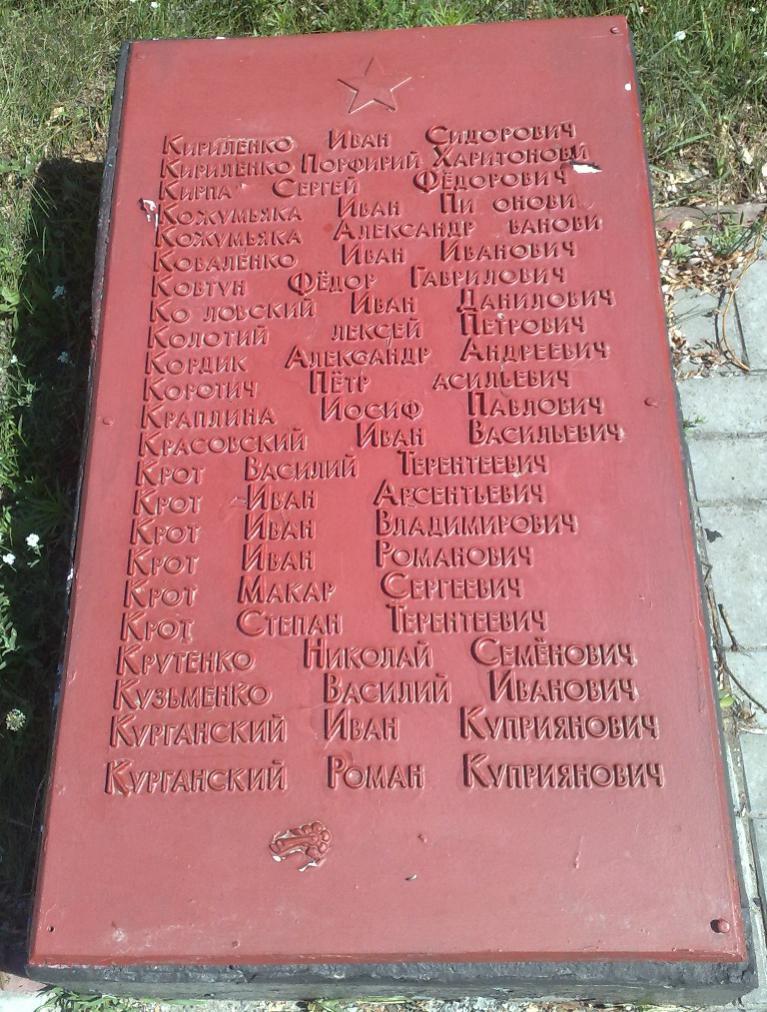 Кириленко Иван Сидорович
Кириленко Порфирий Харитонови
Кирпа Сергей Фёдорович
Кожумьяка Иван Пи онови
Кожумьяка Александр ванови
Коваленко Иван Иванович
Ковтун Фёдор Гаврилович
Ко ловский Иван Данилович
Колотий лексей Петрович
Кордик Александр Андреевич
Коротич Пётр асильевич
Краплина Иосиф Павлович
Красовский Иван Васильевич
Крот Василий Терентеевич
Крот Иван Арсентьевич
Крот Иван Владимирович
Крот Иван Романович
Крот Макар Сергеевич
Крот Степан Терентеевич
Крутенко Николай Семёнович
Кузьменко Василий Иванович
Курганский Иван Куприянович
Курганский Роман Куприянович